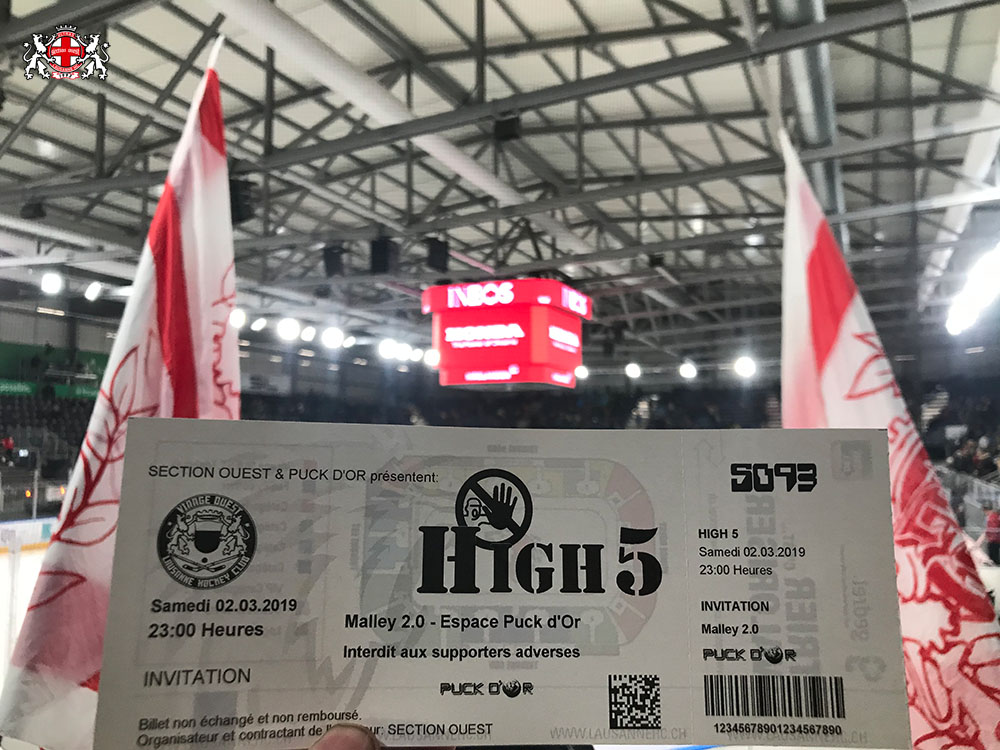 INEOS
SECTION OUEST & PUCK D'OR présentent:
VIRAGE OUEST
LAUSANNE HOCKEY CLUB
HIGH 5
Samedi 02.03.2019
23:00 Heures
INVITATION
Malley 2.0 - Espace Puck d'Or
Interdit aux supporters adverses
PUCK D'OR
Billet non échangé et non remboursé.
Organisateur et contractant de SECTION OUEST
WWW.LAUSANNEHC.CH
SO93
HIGH 5
Samedi 02.03.2019
23:00 Heures
INVITATION
Malley 2.0
PUCK D'OR
12345678901234567890